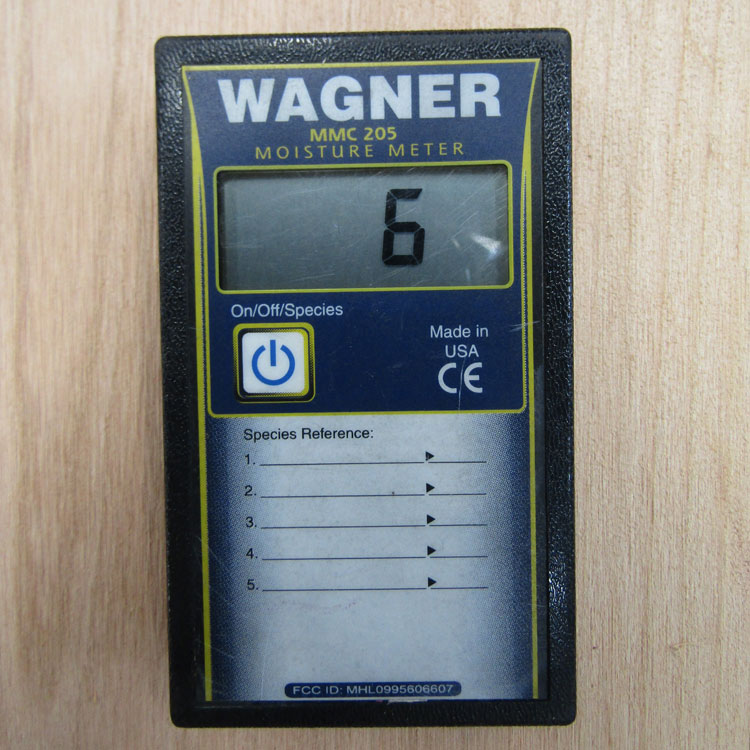 WAGNER
MMC 205
MOISTURE METER
6
On/Off/Species
Made in
USA
CE
Species Reference:
1.
2.
3.
4.
5.
FCC ID: MHL0995606607